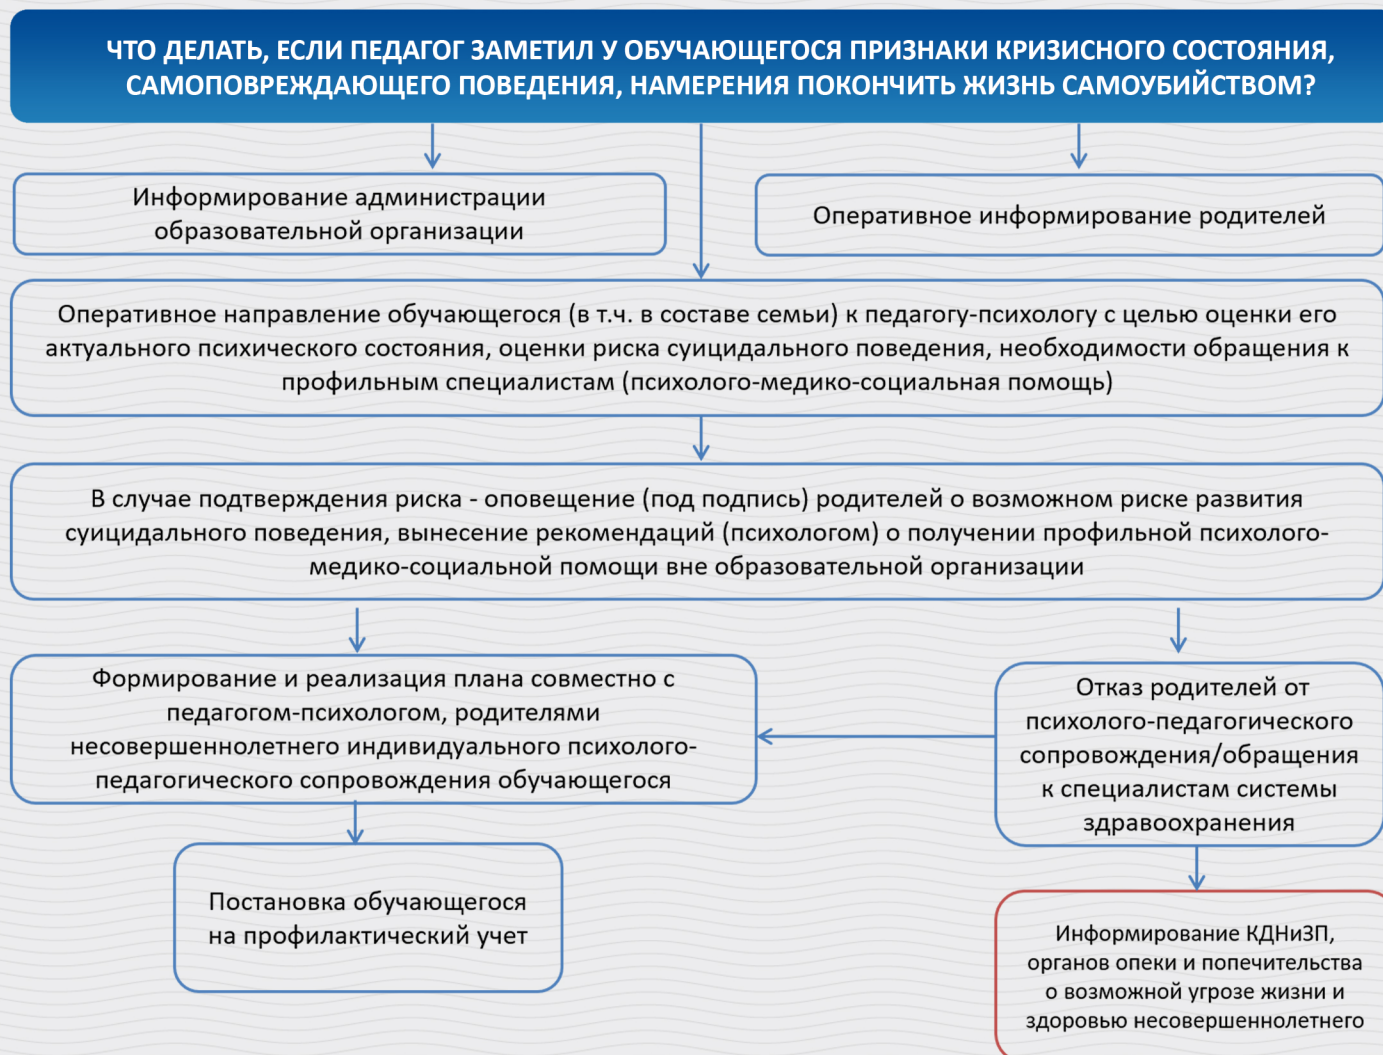 ЧТО ДЕЛАТЬ, ЕСЛИ ПЕДАГОГ ЗАМЕТИЛ У ОБУЧАЮЩЕГОСЯ ПРИЗНАКИ КРИЗИСНОГО СОСТОЯНИЯ,
САМОПОВРЕЖДАЮЩЕГО ПОВЕДЕНИЯ, НАМЕРЕНИЯ ПОКОНЧИТЬ ЖИЗНЬ САМОУБИЙСТВОМ?
Информирование администрации
образовательной организации
Оперативное информирование родителей
Оперативное направление обучающегося (в т.ч. в составе семьи) к педагогу-психологу с целью оценки его
актуального психического состояния, оценки риска суицидального поведения, необходимости обращения к
профильным специалистам (психолого-медико-социальная помощь)
В случае подтверждения риска - оповещение (под подпись) родителей о возможном риске развития
суицидального поведения, вынесение рекомендаций (психологом) о получении профильной психолого-
медико-социальной помощи вне образовательной организации
Формирование и реализация плана совместно с
педагогом-психологом, родителями
несовершеннолетнего индивидуального психолого-
педагогического сопровождения обучающегося
Отказ родителей от
психолого-педагогического
сопровождения/обращения
к специалистам системы
здравоохранения
Постановка обучающегося
на профилактический учет
Информирование КДНиЗП,
органов опеки и попечительства
о возможной угрозе жизни и
здоровью несовершеннолетнего